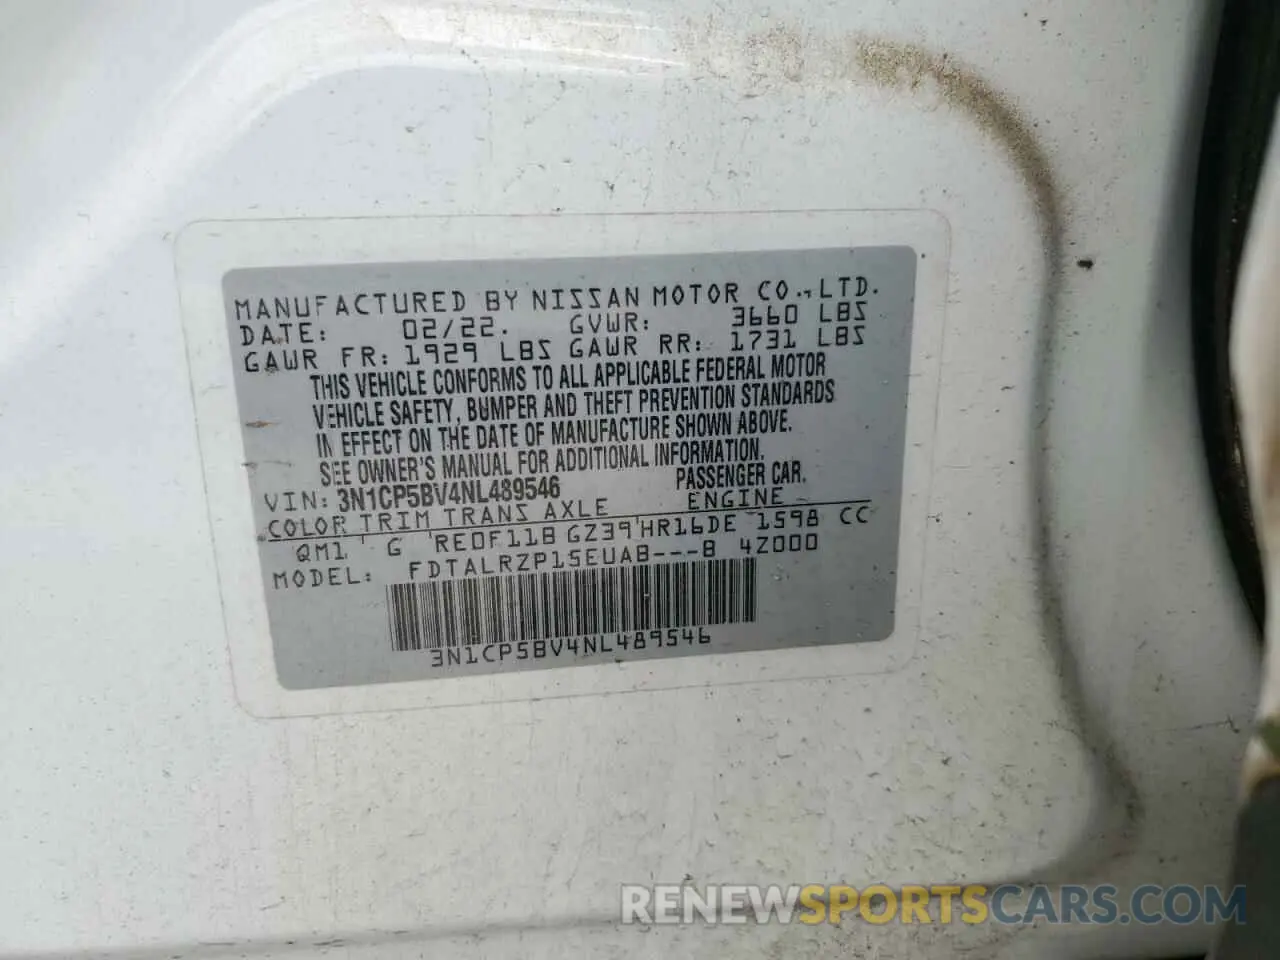 MANUFACTURED BY NISSAN MOTOR CO., LTD.
DATE: 02/22. GVWR: 3660 LBS
GAWR FR: 1929 LBS GAWR RR: 1731 LBS
THIS VEHICLE CONFORMS TO ALL APPLICABLE FEDERAL MOTOR
VEHICLE SAFETY, BUMPER AND THEFT PREVENTION STANDARDS
IN EFFECT ON THE DATE OF MANUFACTURE SHOWN ABOVE.
SEE OWNER'S MANUAL FOR ADDITIONAL INFORMATION.
VIN: 3N1CP5BV4NL489546 PASSENGER CAR.
COLOR TRIM TRANS AXLE ENGINE
QM1 G RE0F11B GZ39 HR16DE 1598 CC
MODEL: FDTALRZP15EUAB---B 4Z000
3N1CP5BV4NL489546
RENEWSPORTSCARS.COM